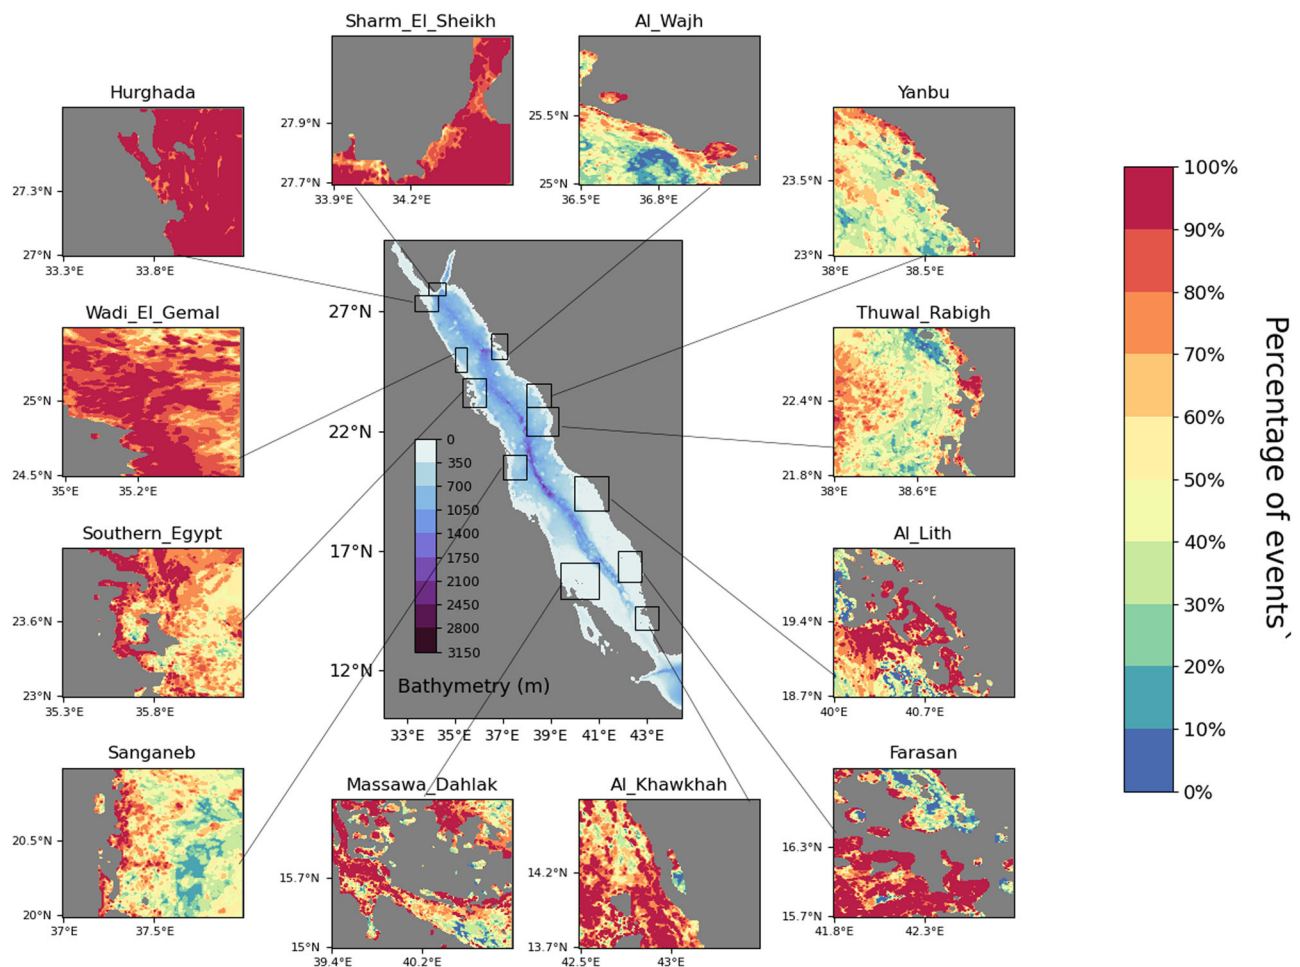 Sharm_El_Sheikh
27.9°N
27.7°N
33.9°E 34.2°E
Al_Wajh
25.5°N
25°N
36.5°E 36.8°E
Hurghada
27.3°N
27°N
33.3°E 33.8°E
Yanbu
23.5°N
23°N
38°E 38.5°E
Wadi_El_Gemal
25°N
24.5°N
35°E 35.2°E
Thuwal_Rabigh
22.4°N
21.8°N
38°E 38.6°E
Southern_Egypt
23.6°N
23°N
35.3°E 35.8°E
Al_Lith
19.4°N
18.7°N
40°E 40.7°E
Sanganeb
20.5°N
20°N
37°E 37.5°E
Massawa_Dahlak
15.7°N
15°N
39.4°E 40.2°E
Al_Khawkhah
14.2°N
13.7°N
42.5°E 43°E
Farasan
16.3°N
15.7°N
41.8°E 42.3°E
27°N
22°N
17°N
12°N
33°E 35°E 37°E 39°E 41°E 43°E
0
350
700
1050
1400
1750
2100
2450
2800
3150
Bathymetry (m)
100%
90%
80%
70%
60%
50%
40%
30%
20%
10%
0%
Percentage of events`